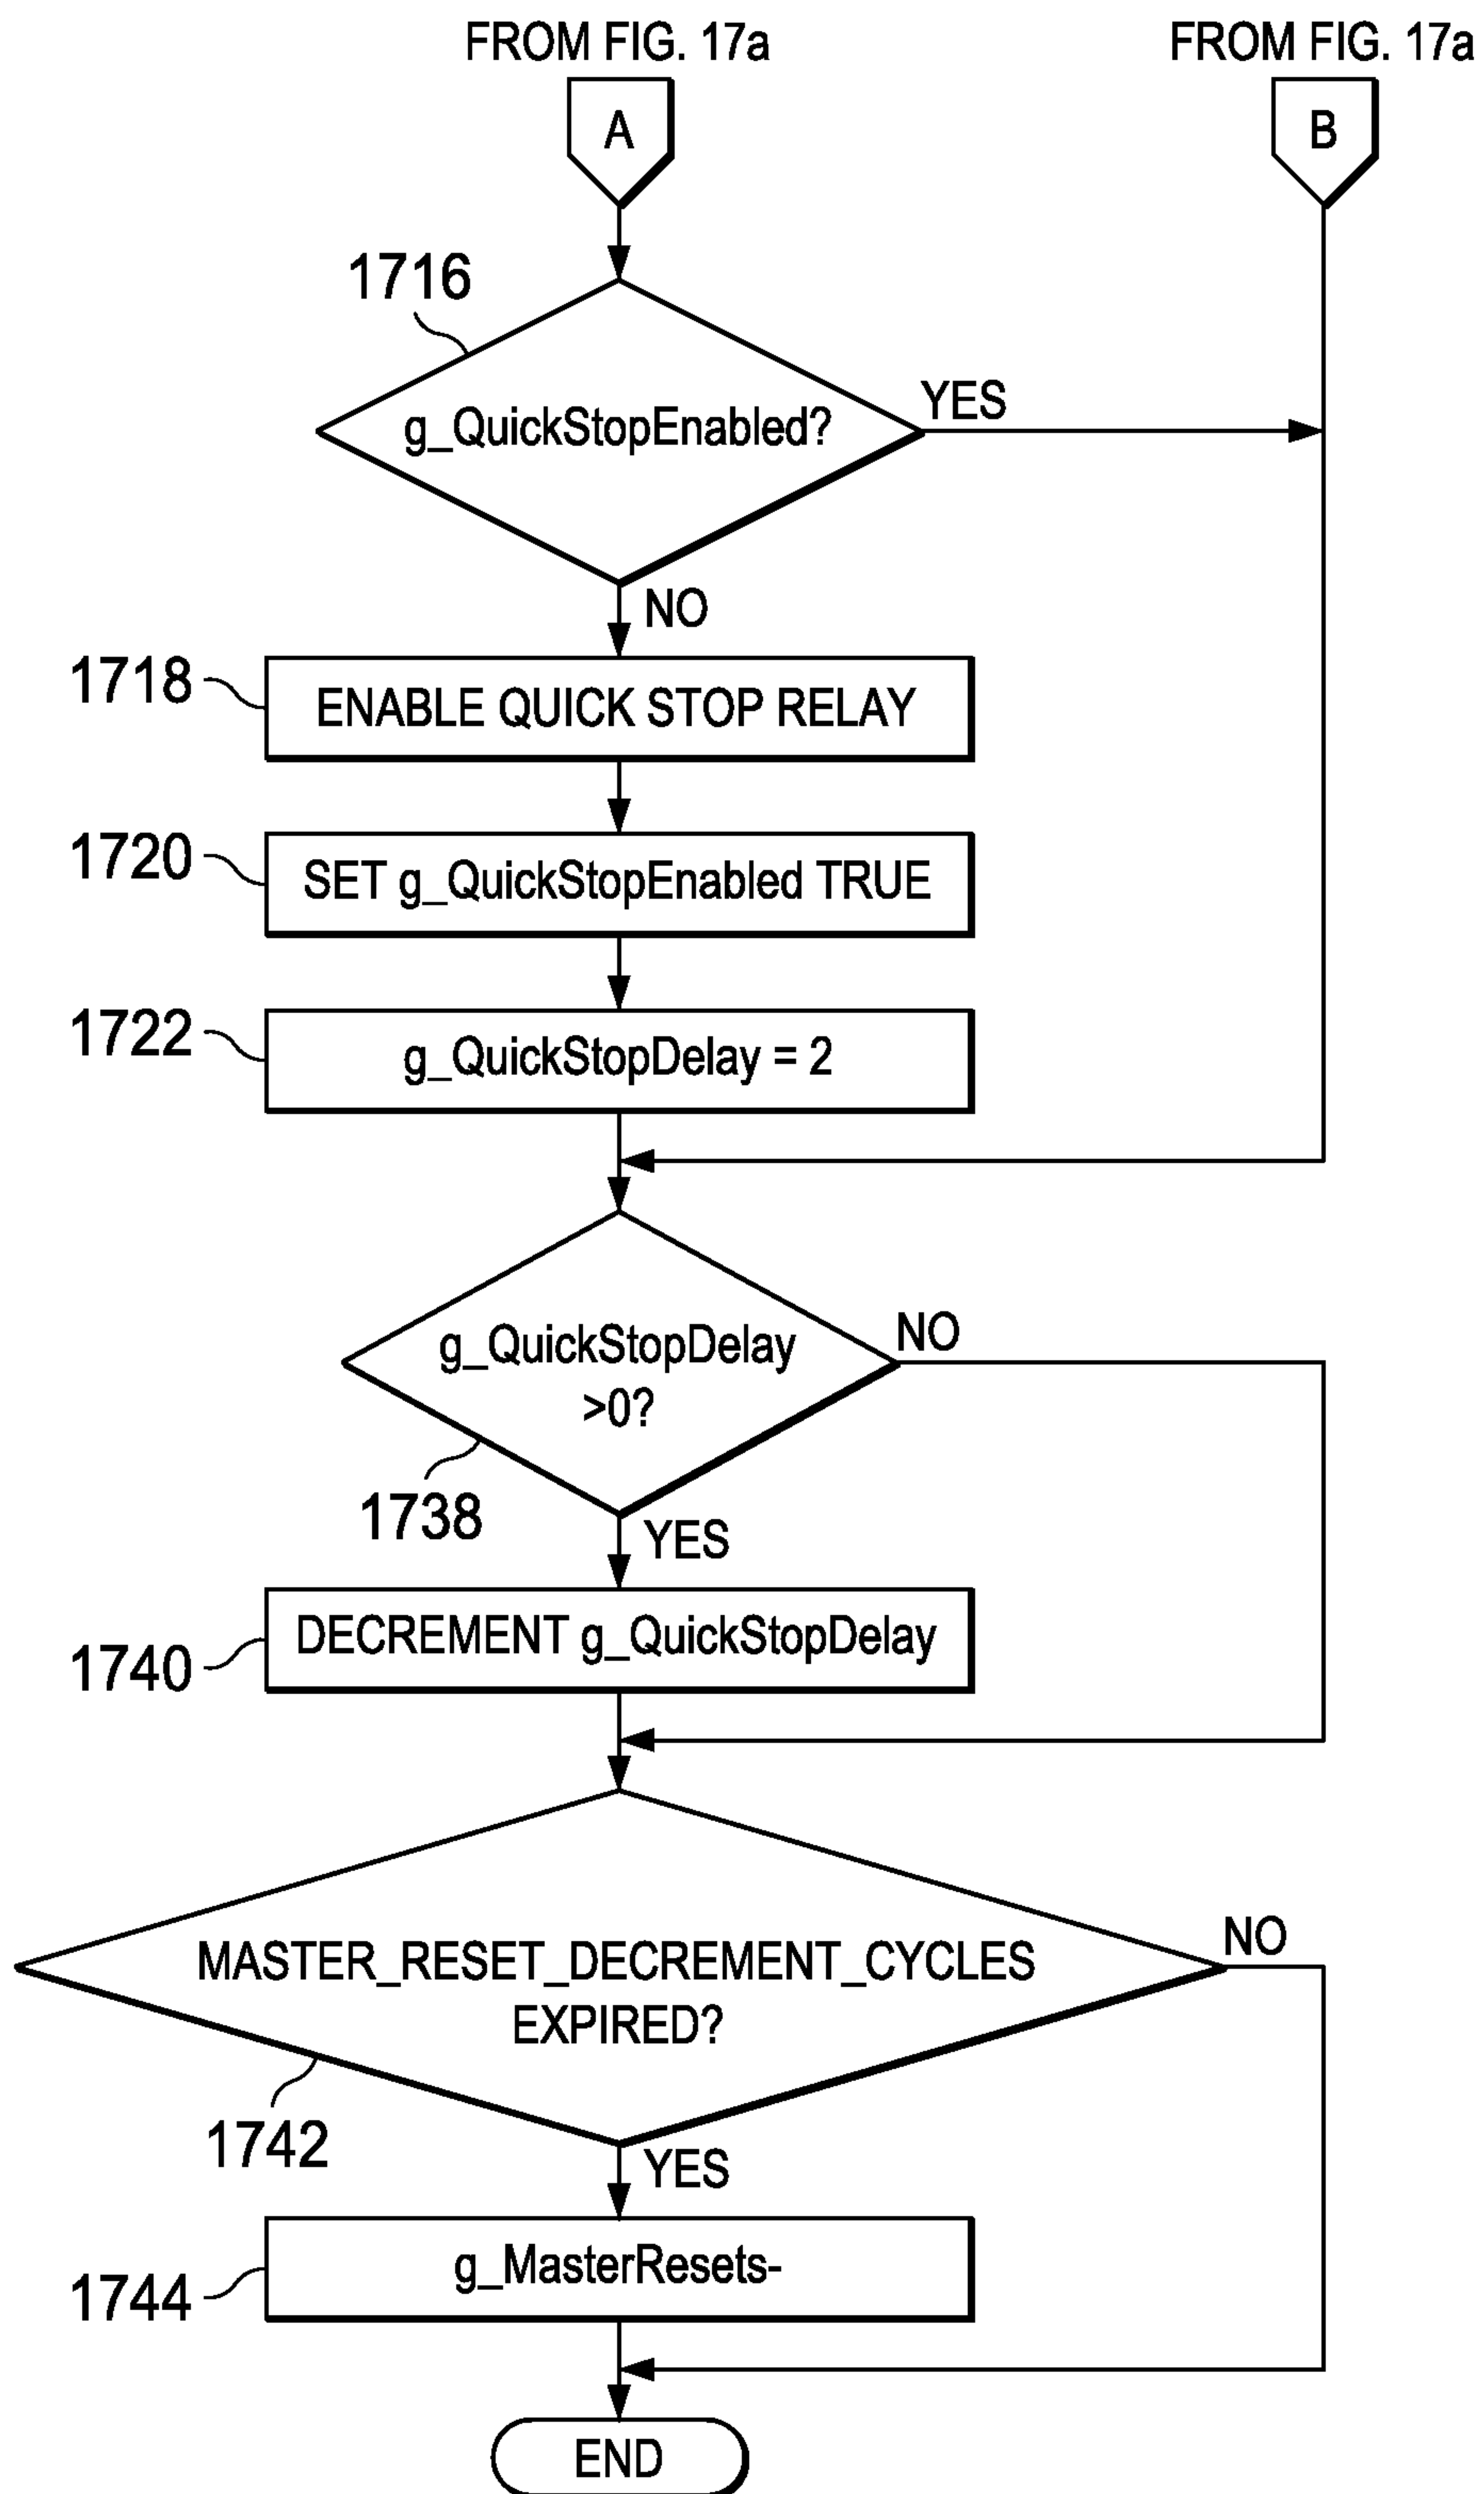 FROM FIG. 17a
FROM FIG. 17a
A
B
1716
g_QuickStopEnabled?
YES
NO
1718
ENABLE QUICK STOP RELAY
1720
SET g_QuickStopEnabled TRUE
1722
g_QuickStopDelay = 2
g_QuickStopDelay
>0?
NO
1738
YES
1740
DECREMENT g_QuickStopDelay
MASTER_RESET_DECREMENT_CYCLES
EXPIRED?
NO
1742
YES
1744
g_MasterResets-
END